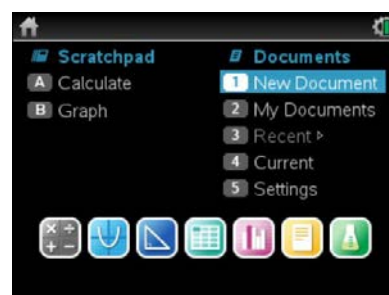 Scratchpad
A Calculate
B Graph
Documents
1 New Document
2 My Documents
3 Recent
4 Current
5 Settings